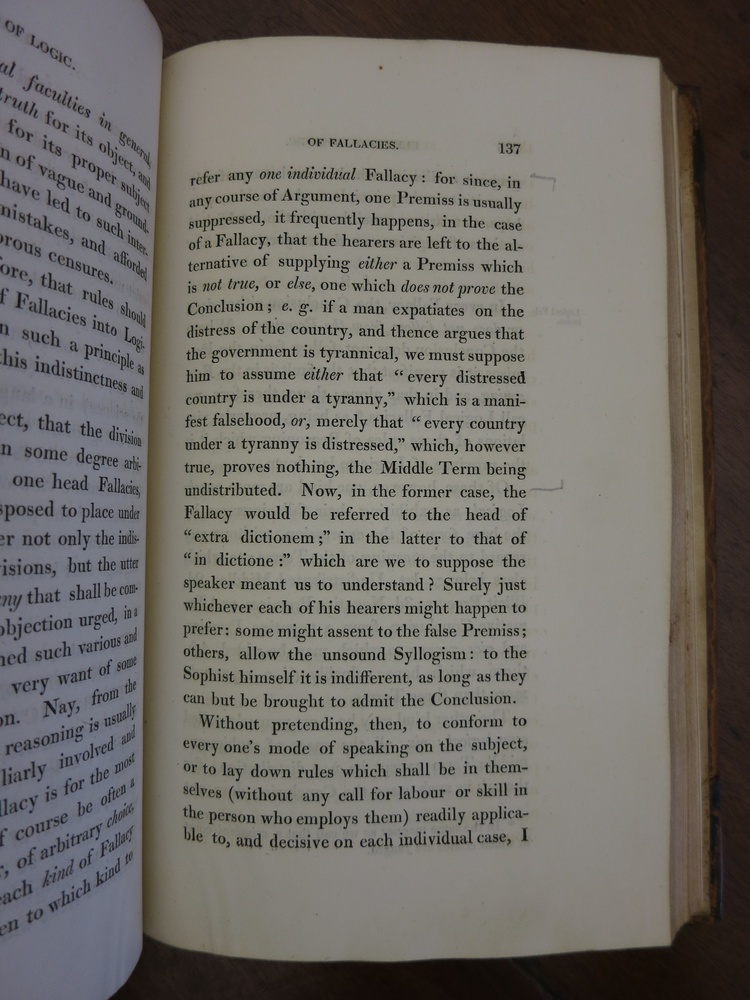 OF LOGIC.
al faculties in general,
truth for its object, and
for its proper subject
n of vague and ground-
have led to such inter-
mistakes, and afforded
orous censures.
ore, that rules should
f Fallacies into Logi-
n such a principle as
this indistinctness and
ect, that the division
n some degree arbi-
one head Fallacies,
sposed to place under
er not only the indis-
isions, but the utter
ny that shall be com-
objection urged, in a
ned such various and
very want of some
on. Nay, from the
reasoning is usually
liarly involved and
llacy is for the most
f course be often a
, of arbitrary choice,
each kind of Fallacy
en to which kind to
OF FALLACIES. 137
refer any one individual Fallacy: for since, in
any course of Argument, one Premiss is usually
suppressed, it frequently happens, in the case
of a Fallacy, that the hearers are left to the al-
ternative of supplying either a Premiss which
is not true, or else, one which does not prove the
Conclusion; e. g. if a man expatiates on the
distress of the country, and thence argues that
the government is tyrannical, we must suppose
him to assume either that “every distressed
country is under a tyranny,” which is a mani-
fest falsehood, or, merely that “every country
under a tyranny is distressed,” which, however
true, proves nothing, the Middle Term being
undistributed. Now, in the former case, the
Fallacy would be referred to the head of
“extra dictionem;” in the latter to that of
“in dictione:” which are we to suppose the
speaker meant us to understand? Surely just
whichever each of his hearers might happen to
prefer: some might assent to the false Premiss;
others, allow the unsound Syllogism: to the
Sophist himself it is indifferent, as long as they
can but be brought to admit the Conclusion.
Without pretending, then, to conform to
every one's mode of speaking on the subject,
or to lay down rules which shall be in them-
selves (without any call for labour or skill in
the person who employs them) readily applica-
ble to, and decisive on each individual case, I